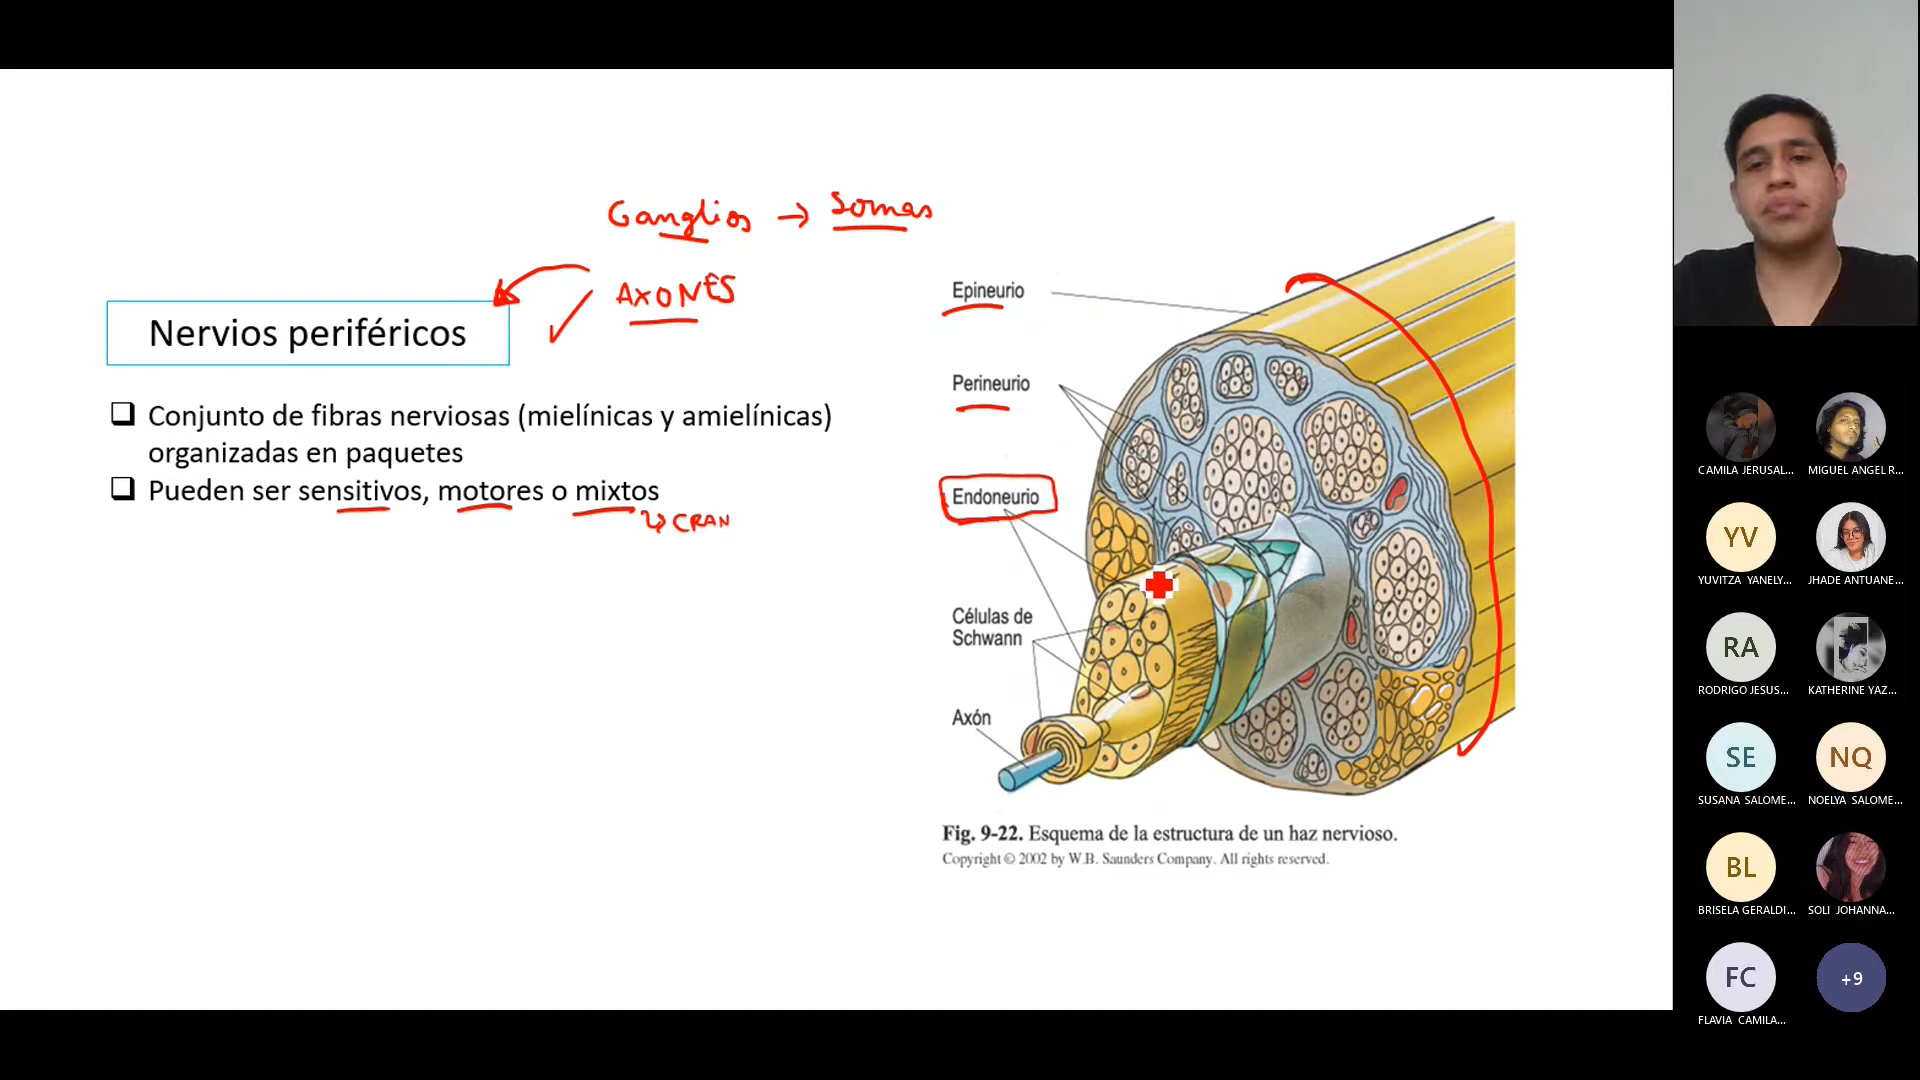 Ganglios → Somas
AXONES
Nervios periféricos
❑ Conjunto de fibras nerviosas (mielínicas y amielínicas)
organizadas en paquetes
❑ Pueden ser sensitivos, motores o mixtos
↳ CRAN
Epineurio
Perineurio
Endoneurio
Células de
Schwann
Axón
Fig. 9-22. Esquema de la estructura de un haz nervioso.
Copyright © 2002 by W.B. Saunders Company. All rights reserved.
CAMILA JERUSAL...
MIGUEL ANGEL R...
YV
YUVITZA YANELY...
JHADE ANTUANE...
RA
RODRIGO JESUS...
KATHERINE YAZ...
SE
SUSANA SALOME...
NQ
NOELYA SALOME...
BL
BRISELA GERALDI...
SOLI JOHANNA...
FC
FLAVIA CAMILA...
+9